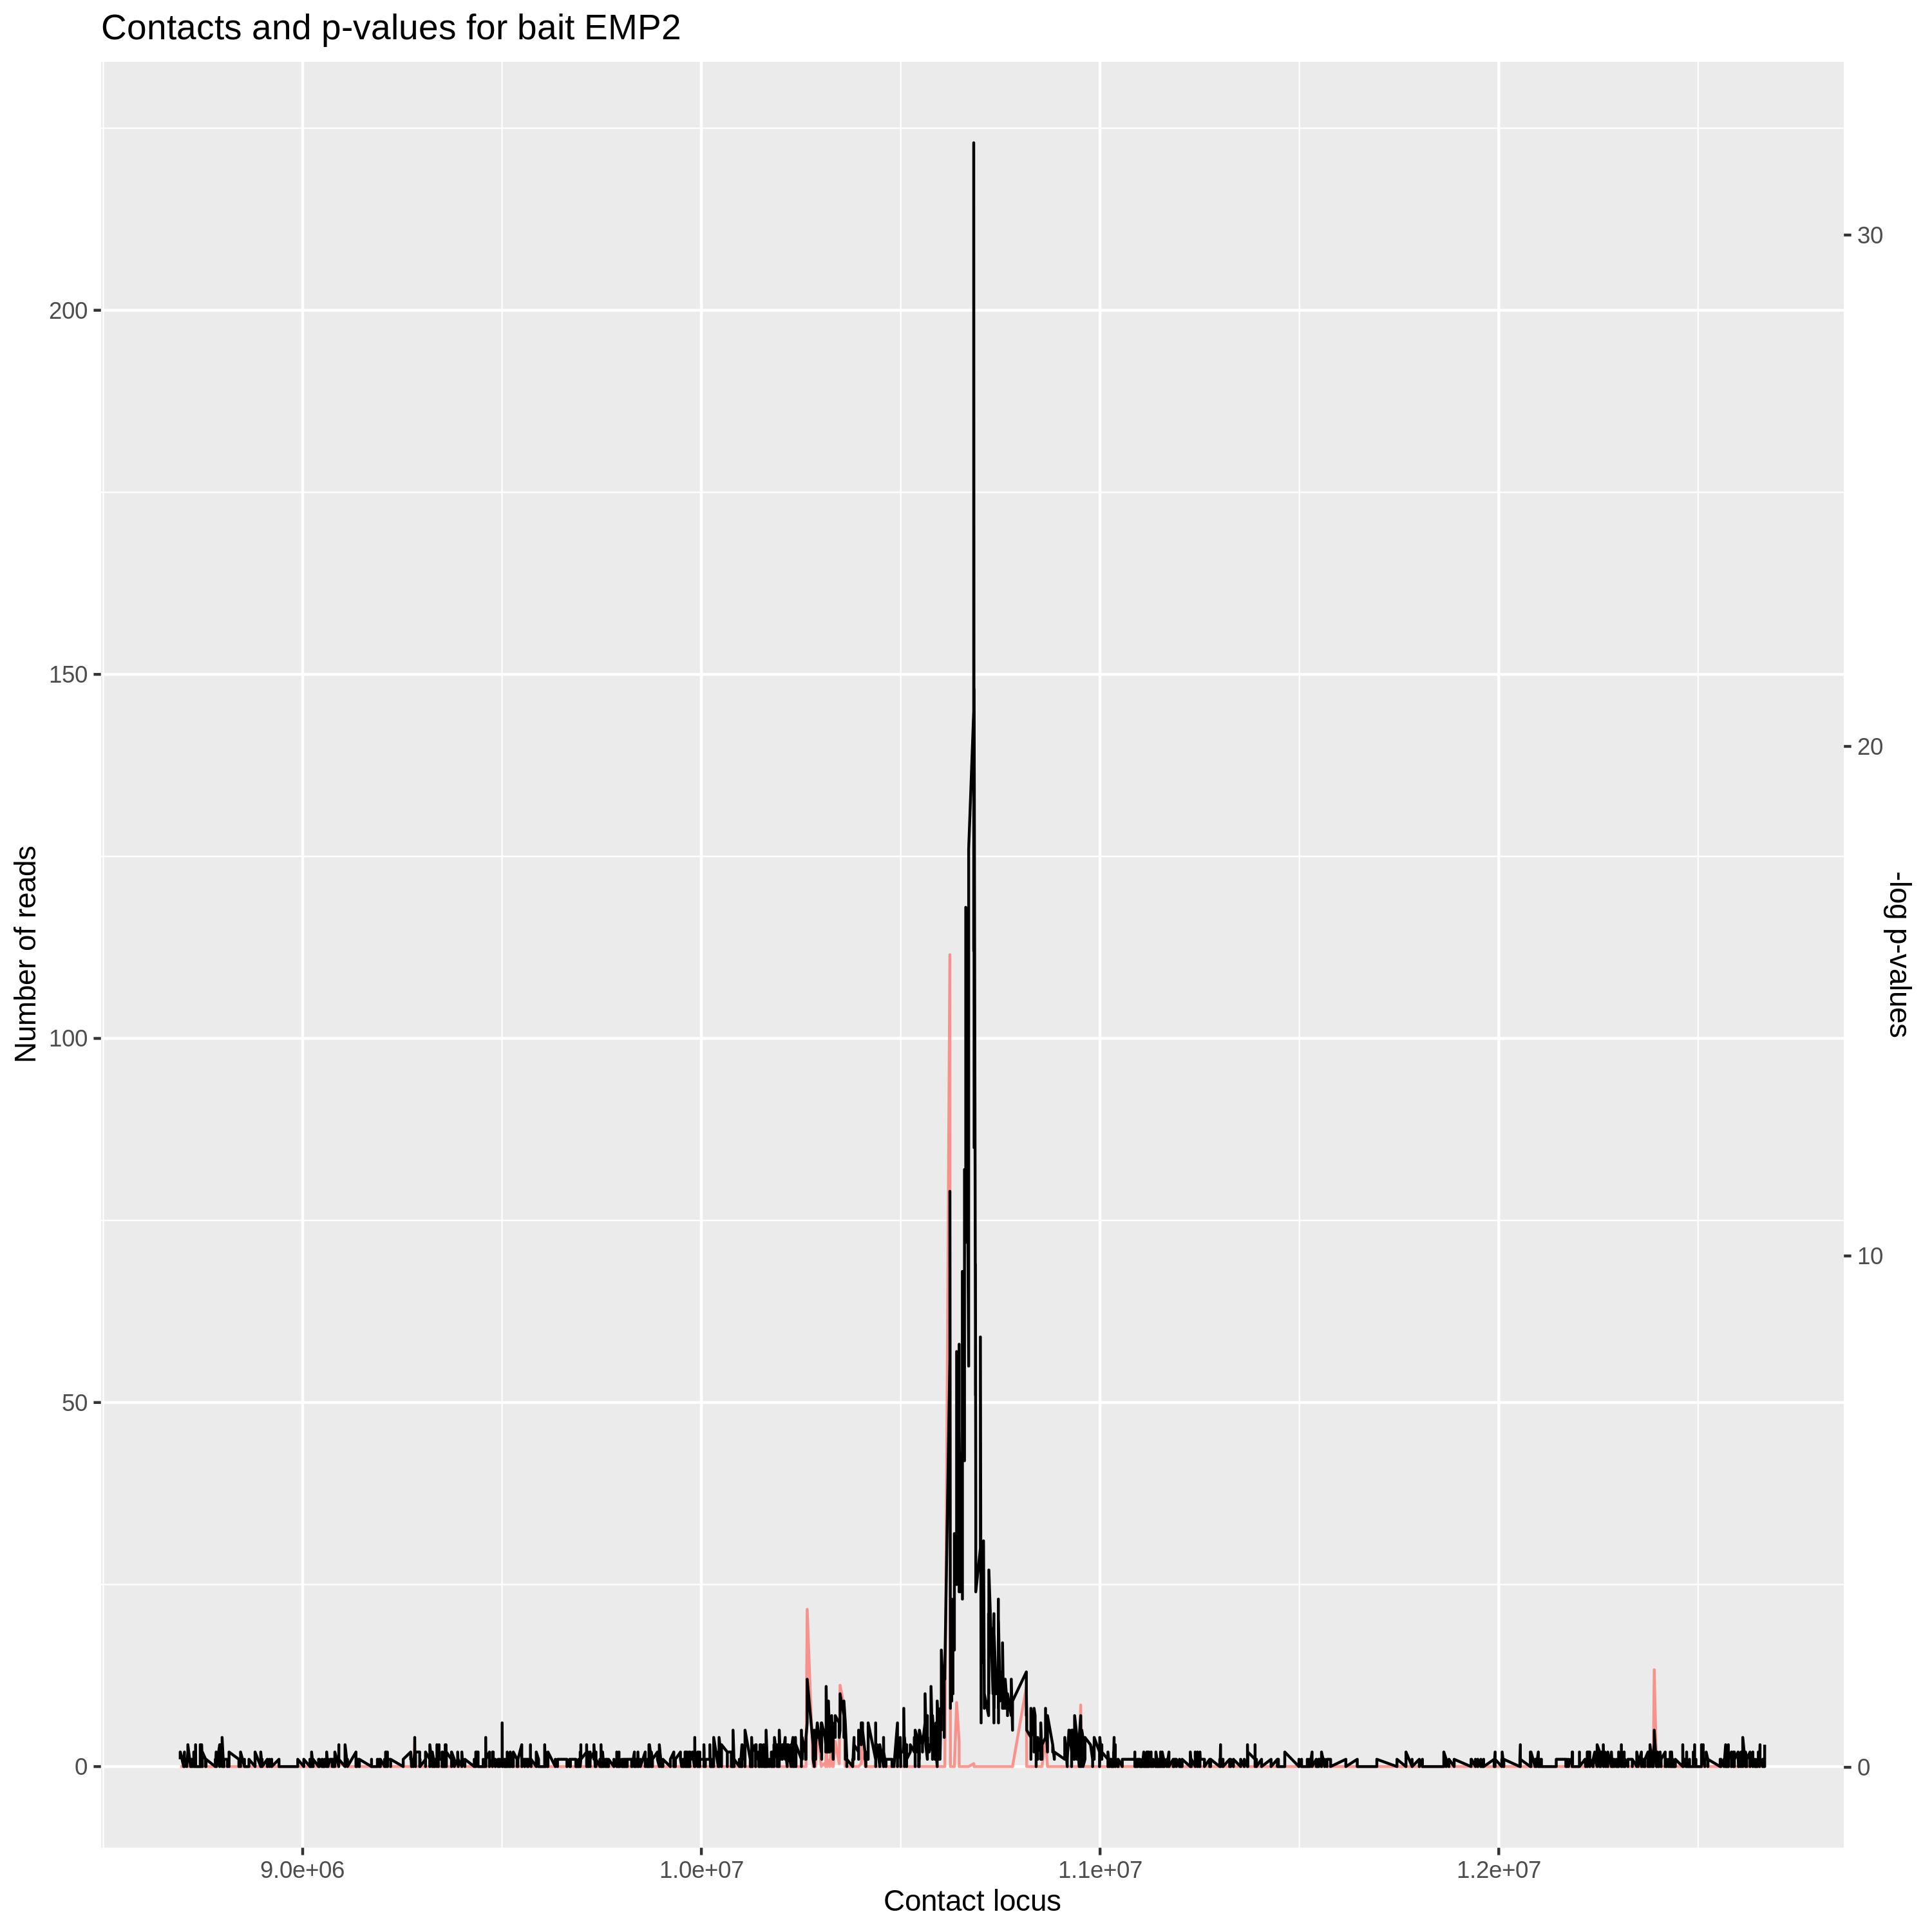 Contacts and p-values for bait EMP2
200
150
100
50
0
Number of reads
30
20
10
0
-log p-values
9.0e+06
1.0e+07
1.1e+07
1.2e+07
Contact locus